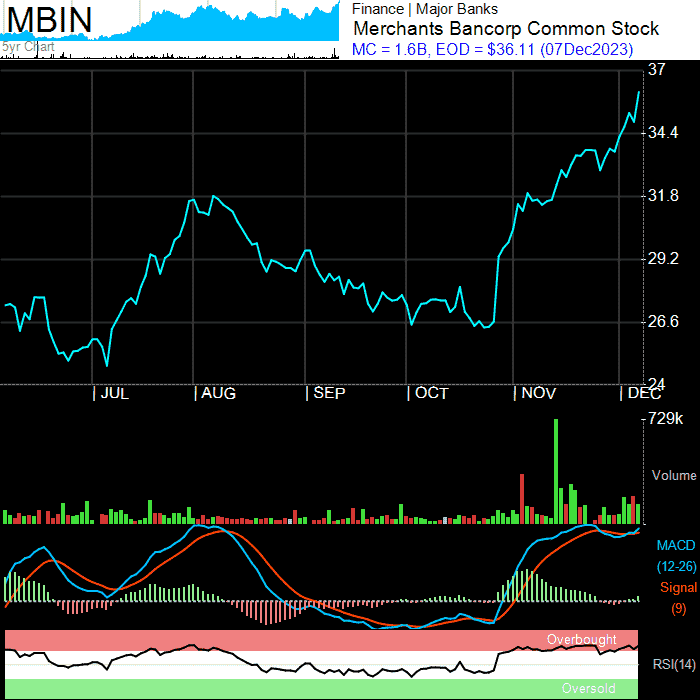 MBIN
5yr Chart
Finance | Major Banks
Merchants Bancorp Common Stock
MC = 1.6B, EOD = $36.11 (07Dec2023)
37
34.4
31.8
29.2
26.6
24
| JUL | AUG | SEP | OCT | NOV | DEC
729k
Volume
MACD
(12-26)
Signal
(9)
Overbought
RSI(14)
Oversold